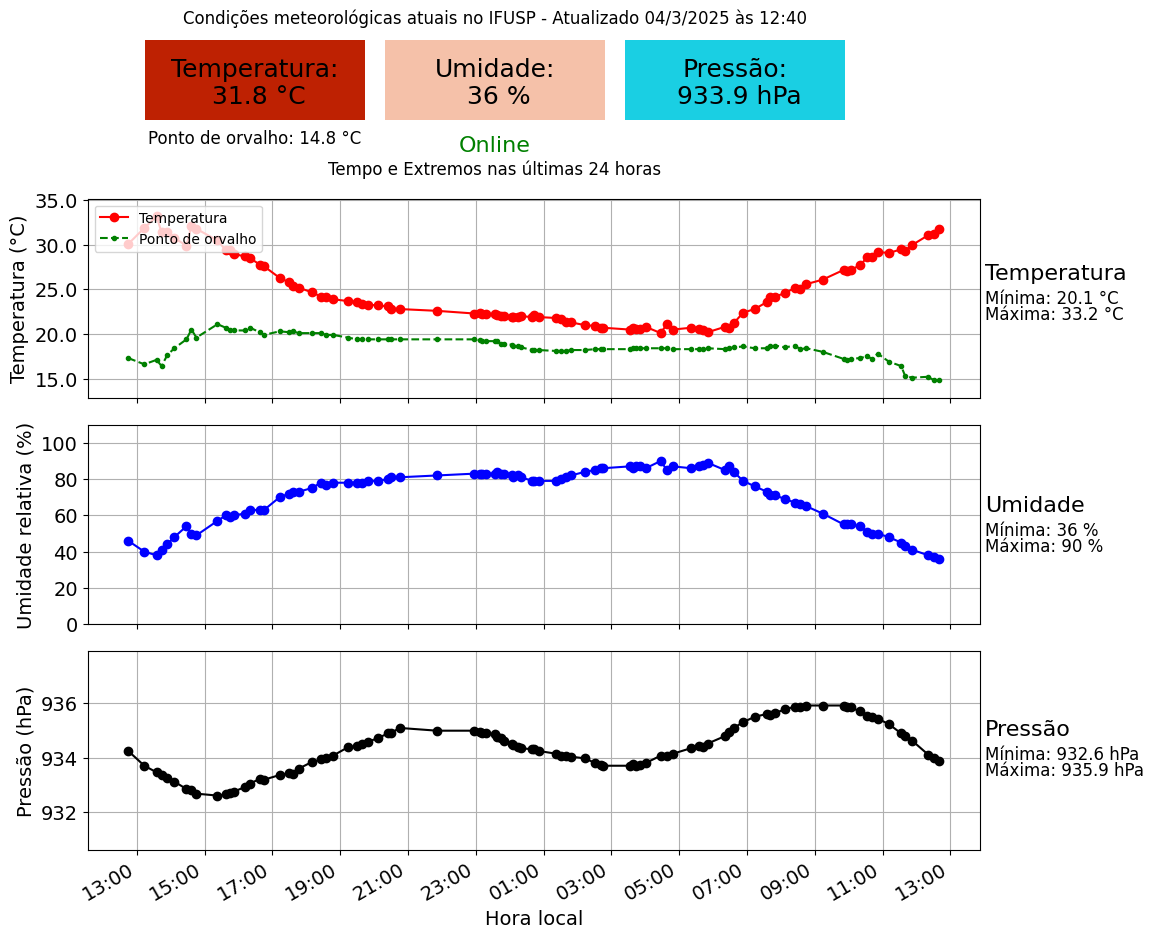 Condições meteorológicas atuais no IFUSP - Atualizado 04/3/2025 às 12:40
Temperatura:
31.8 °C
Umidade:
36 %
Pressão:
933.9 hPa
Ponto de orvalho: 14.8 °C
Online
Tempo e Extremos nas últimas 24 horas
Temperatura (°C)
35.0
30.0
25.0
20.0
15.0
Temperatura
Ponto de orvalho
Temperatura
Mínima: 20.1 °C
Máxima: 33.2 °C
Umidade relativa (%)
100
80
60
40
20
0
Umidade
Mínima: 36 %
Máxima: 90 %
Pressão (hPa)
936
934
932
Pressão
Mínima: 932.6 hPa
Máxima: 935.9 hPa
13:00 15:00 17:00 19:00 21:00 23:00 01:00 03:00 05:00 07:00 09:00 11:00 13:00
Hora local